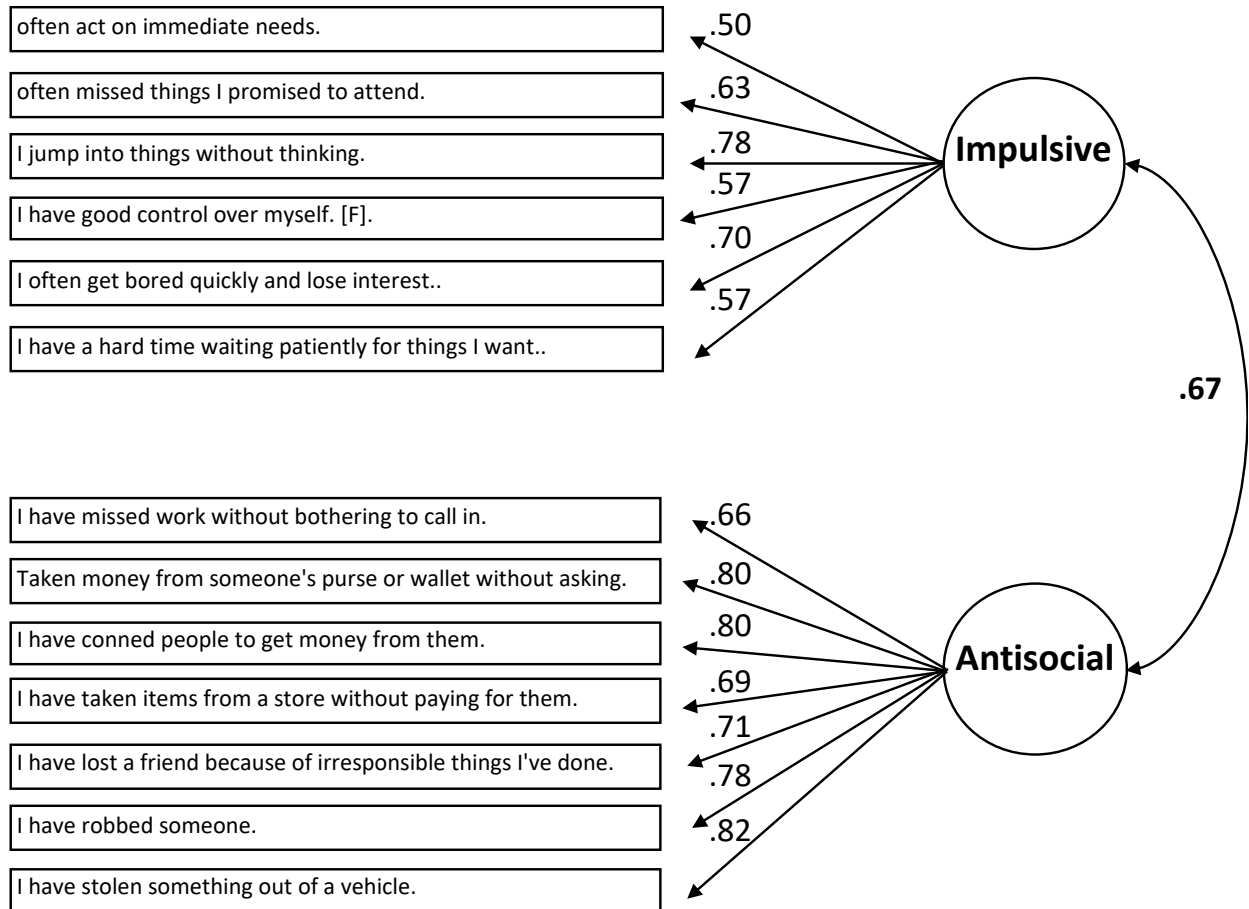 often act on immediate needs.
.50
often missed things I promised to attend.
.63
I jump into things without thinking.
.78
Impulsive
I have good control over myself. [F].
.57
I often get bored quickly and lose interest..
.70
I have a hard time waiting patiently for things I want..
.57
.67
I have missed work without bothering to call in.
.66
Taken money from someone's purse or wallet without asking.
.80
I have conned people to get money from them.
.80
Antisocial
I have taken items from a store without paying for them.
.69
I have lost a friend because of irresponsible things I've done.
.71
I have robbed someone.
.78
I have stolen something out of a vehicle.
.82